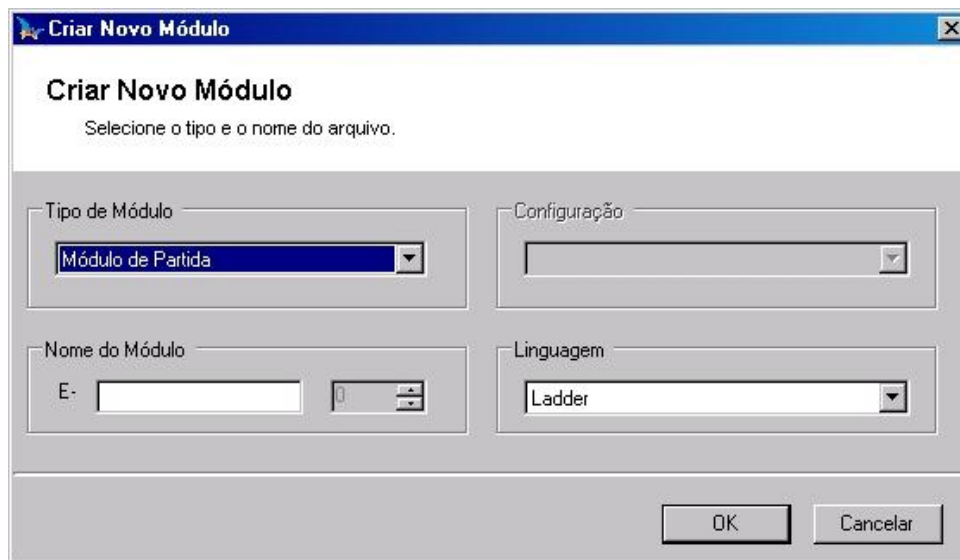 Criar Novo Módulo
Criar Novo Módulo
Selecione o tipo e o nome do arquivo.
Tipo de Módulo
Módulo de Partida
Configuração
Nome do Módulo
E-
0
Linguagem
Ladder
OK
Cancelar